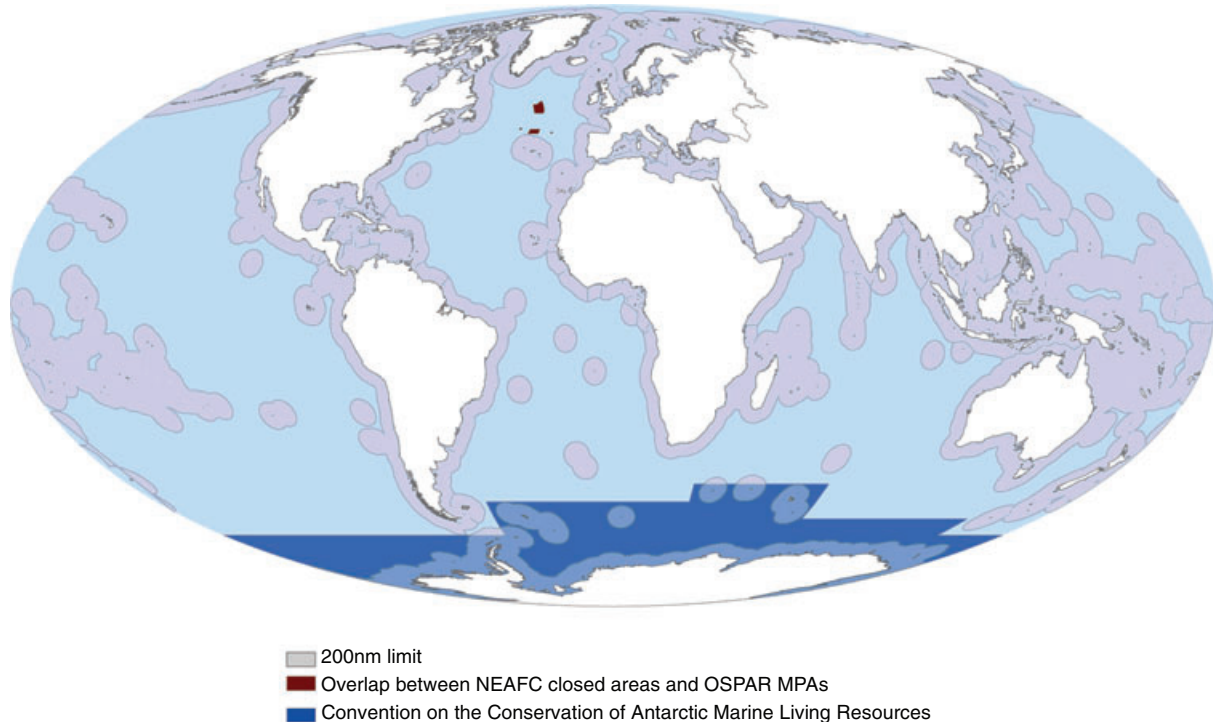 200nm limit
Overlap between NEAFC closed areas and OSPAR MPAs
Convention on the Conservation of Antarctic Marine Living Resources